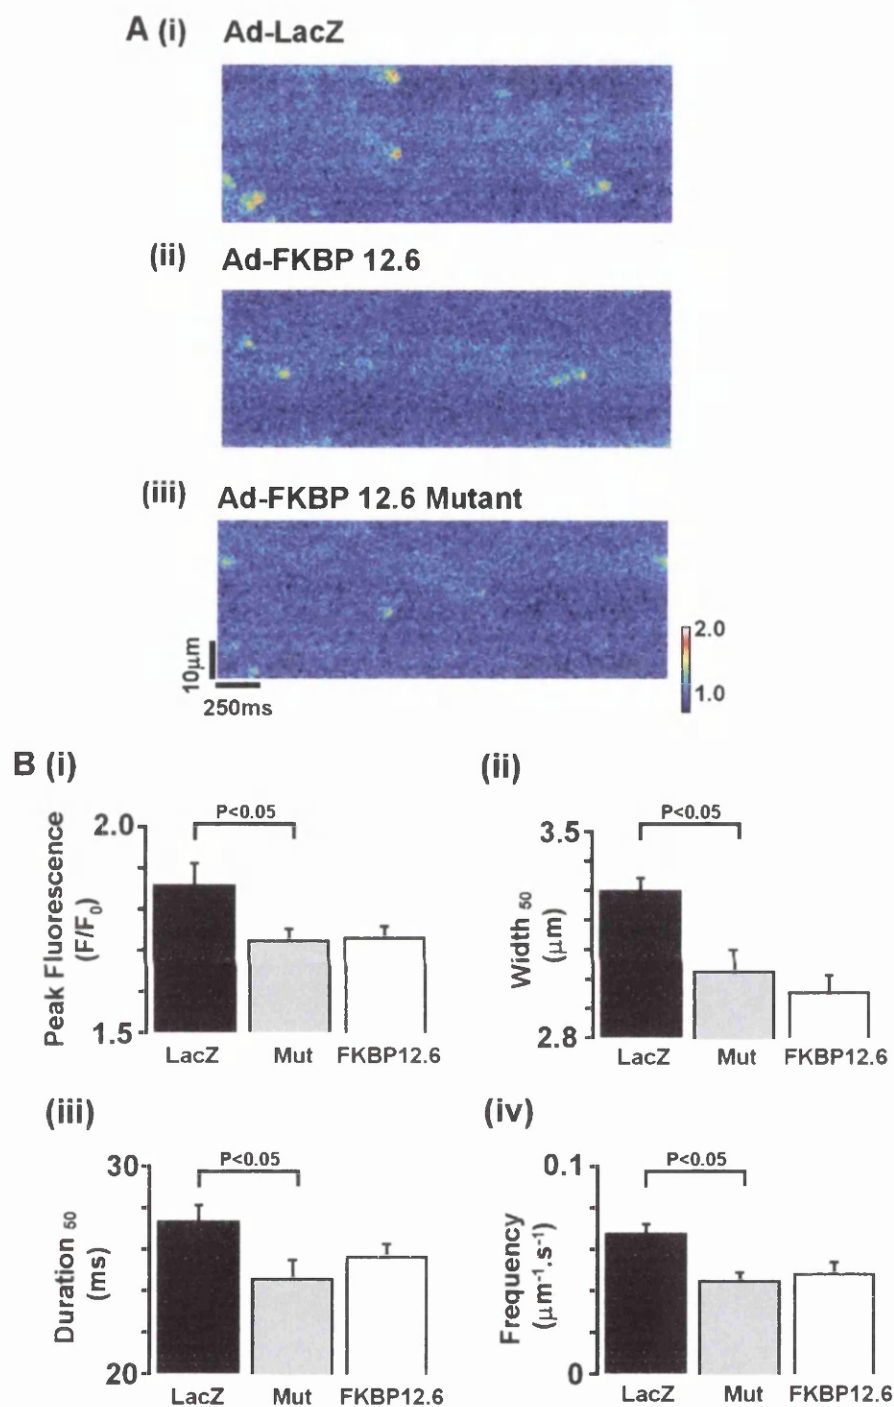 A (i) Ad-LacZ
(ii) Ad-FKBP 12.6
(iii) Ad-FKBP 12.6 Mutant
10μm
250ms
2.0
1.0
B (i)
P<0.05
2.0
1.5
Peak Fluorescence
(F/F0)
LacZ Mut FKBP12.6
(ii)
P<0.05
3.5
2.8
Width 50
(μm)
LacZ Mut FKBP12.6
(iii)
P<0.05
30
20
Duration 50
(ms)
LacZ Mut FKBP12.6
(iv)
P<0.05
0.1
0
Frequency
(μm⁻¹.s⁻¹)
LacZ Mut FKBP12.6